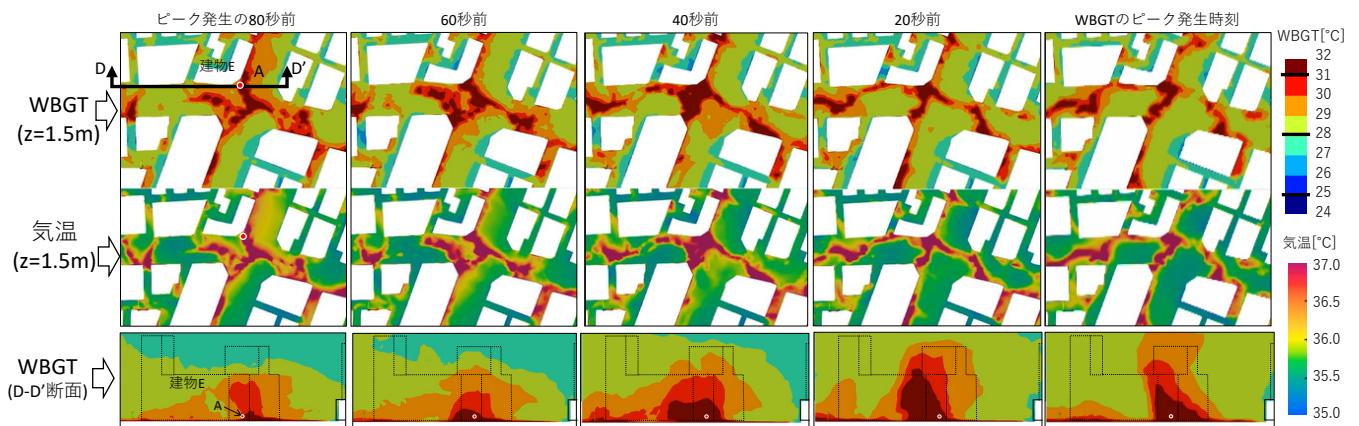 ピーク発生の80秒前
60秒前
40秒前
20秒前
WBGTのピーク発生時刻
WBGT[°C]
32
31
30
29
28
27
26
25
24
建物E
A
D
D’
WBGT
(z=1.5m)
気温
(z=1.5m)
気温[°C]
37.0
36.5
36.0
35.5
35.0
WBGT
(D-D’断面)
建物E
A